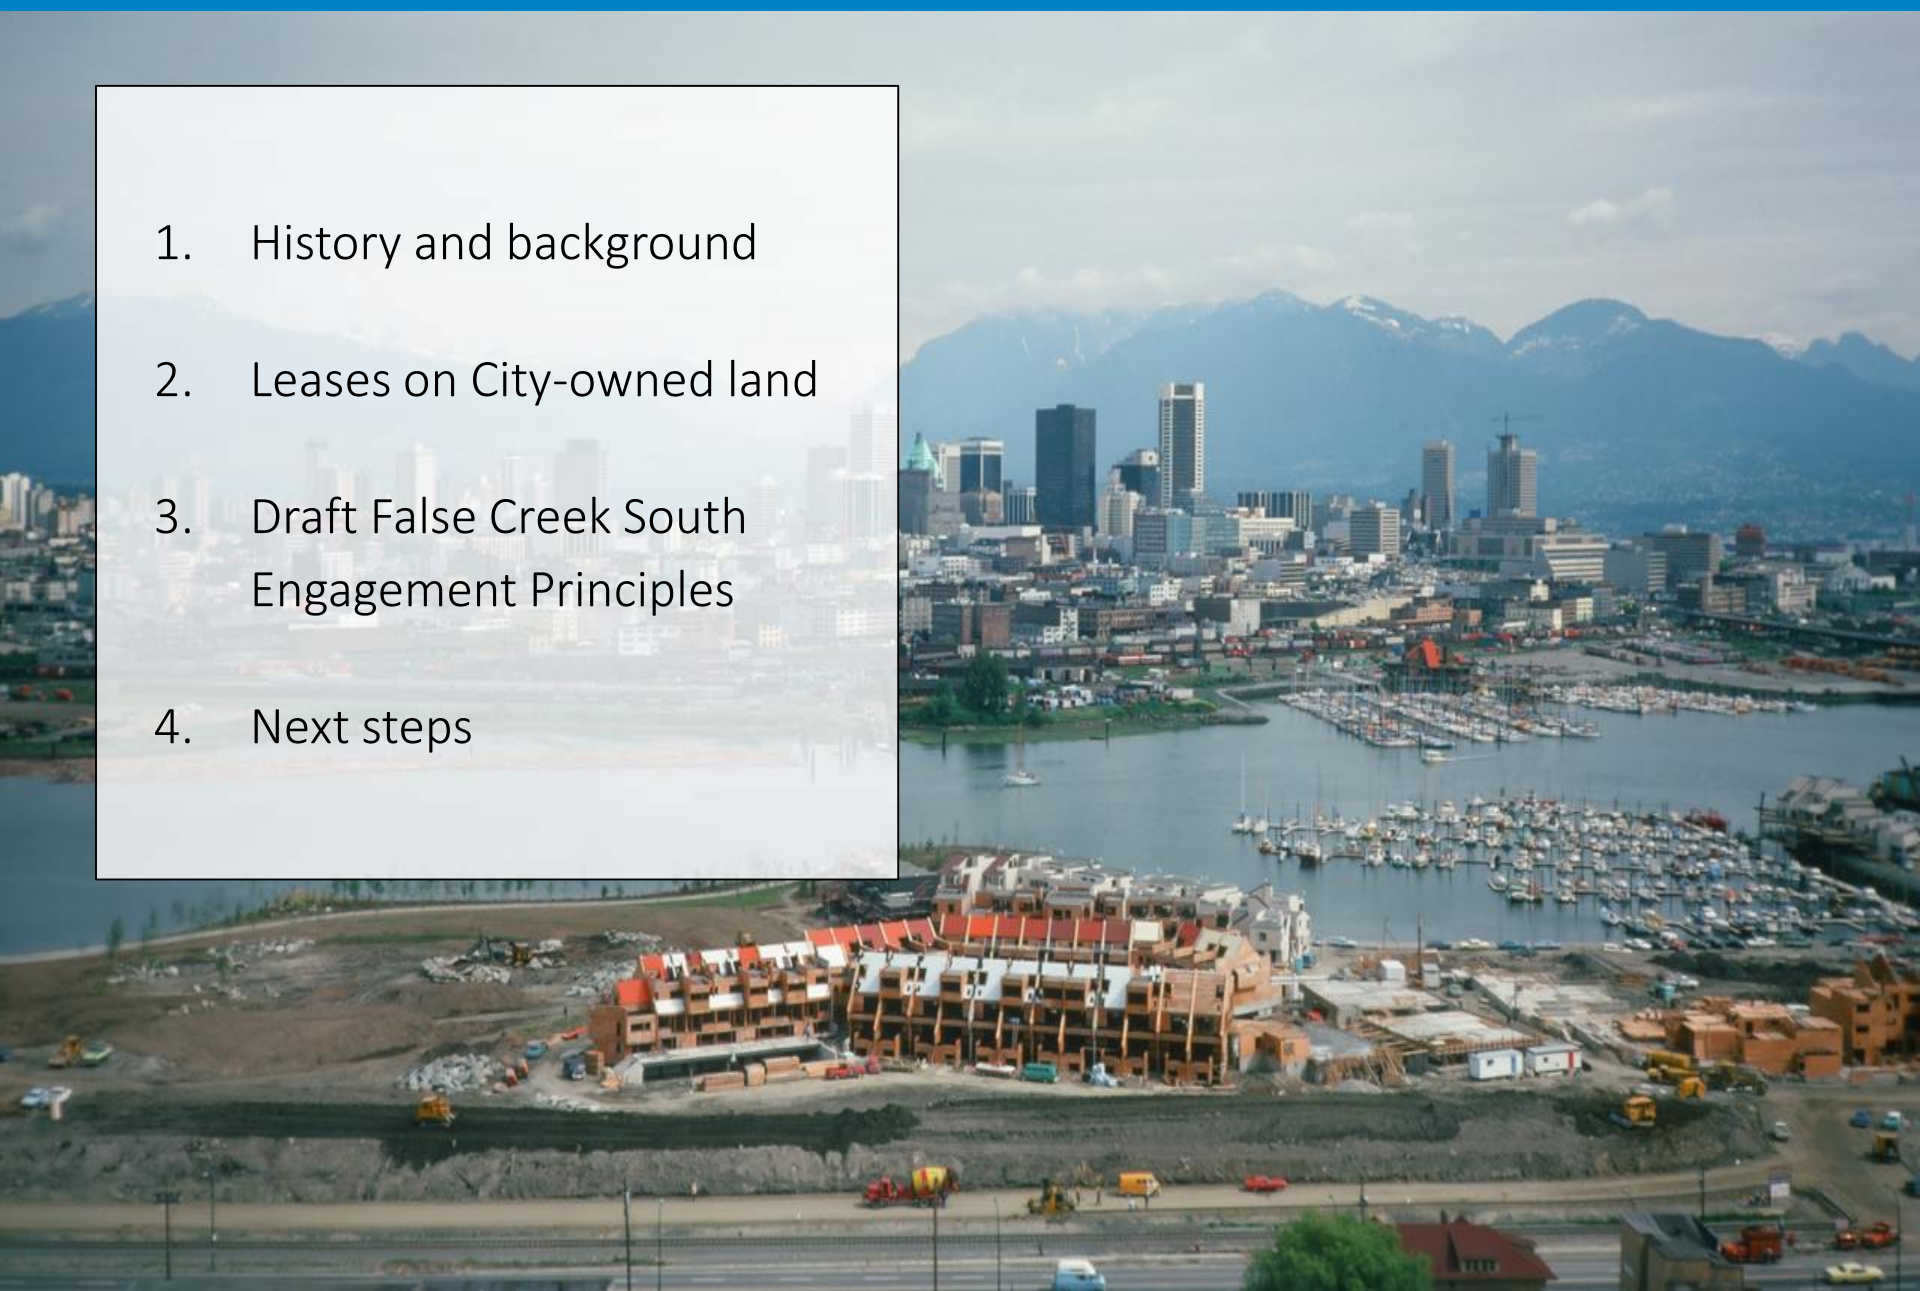 1. History and background
2. Leases on City-owned land
3. Draft False Creek South
Engagement Principles
4. Next steps